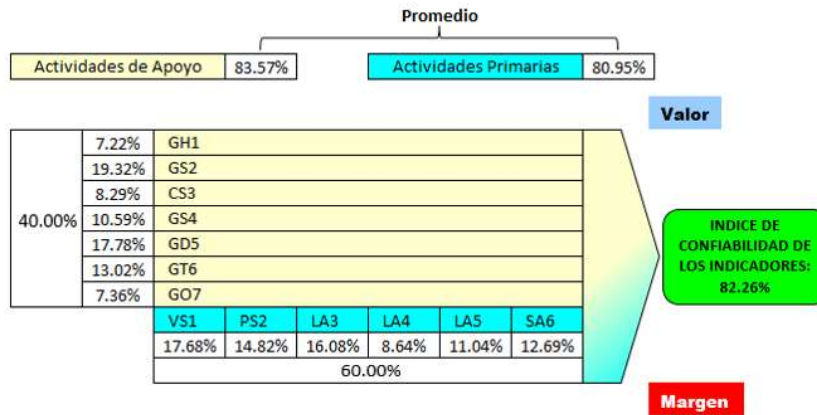 Promedio
Actividades de Apoyo 83.57% Actividades Primarias 80.95%
Valor
7.22% GH1
19.32% GS2
8.29% CS3
40.00% 10.59% GS4
17.78% GD5
13.02% GT6
7.36% GO7
INDICE DE
CONFIABILIDAD DE
LOS INDICADORES:
82.26%
VS1 PS2 LA3 LA4 LA5 SA6
17.68% 14.82% 16.08% 8.64% 11.04% 12.69%
60.00%
Margen